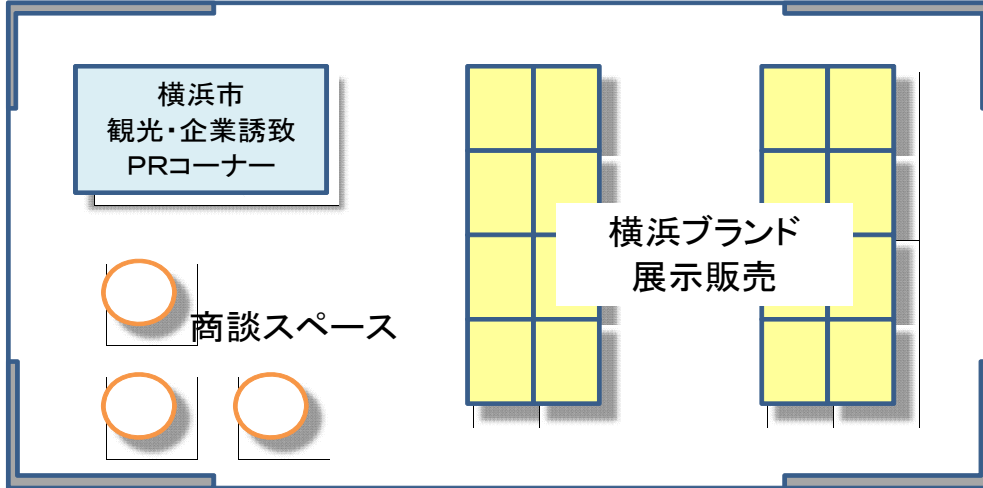 横浜市
観光・企業誘致
PRコーナー
横浜ブランド
展示販売
商談スペース